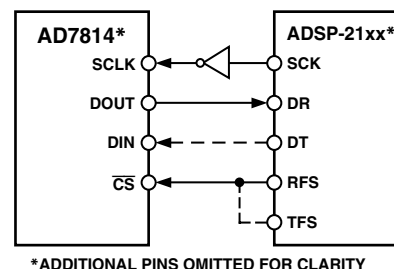 AD7814*
ADSP-21xx*
SCLK
SCK
DOUT
DR
DIN
DT
CS
RFS
TFS
*ADDITIONAL PINS OMITTED FOR CLARITY